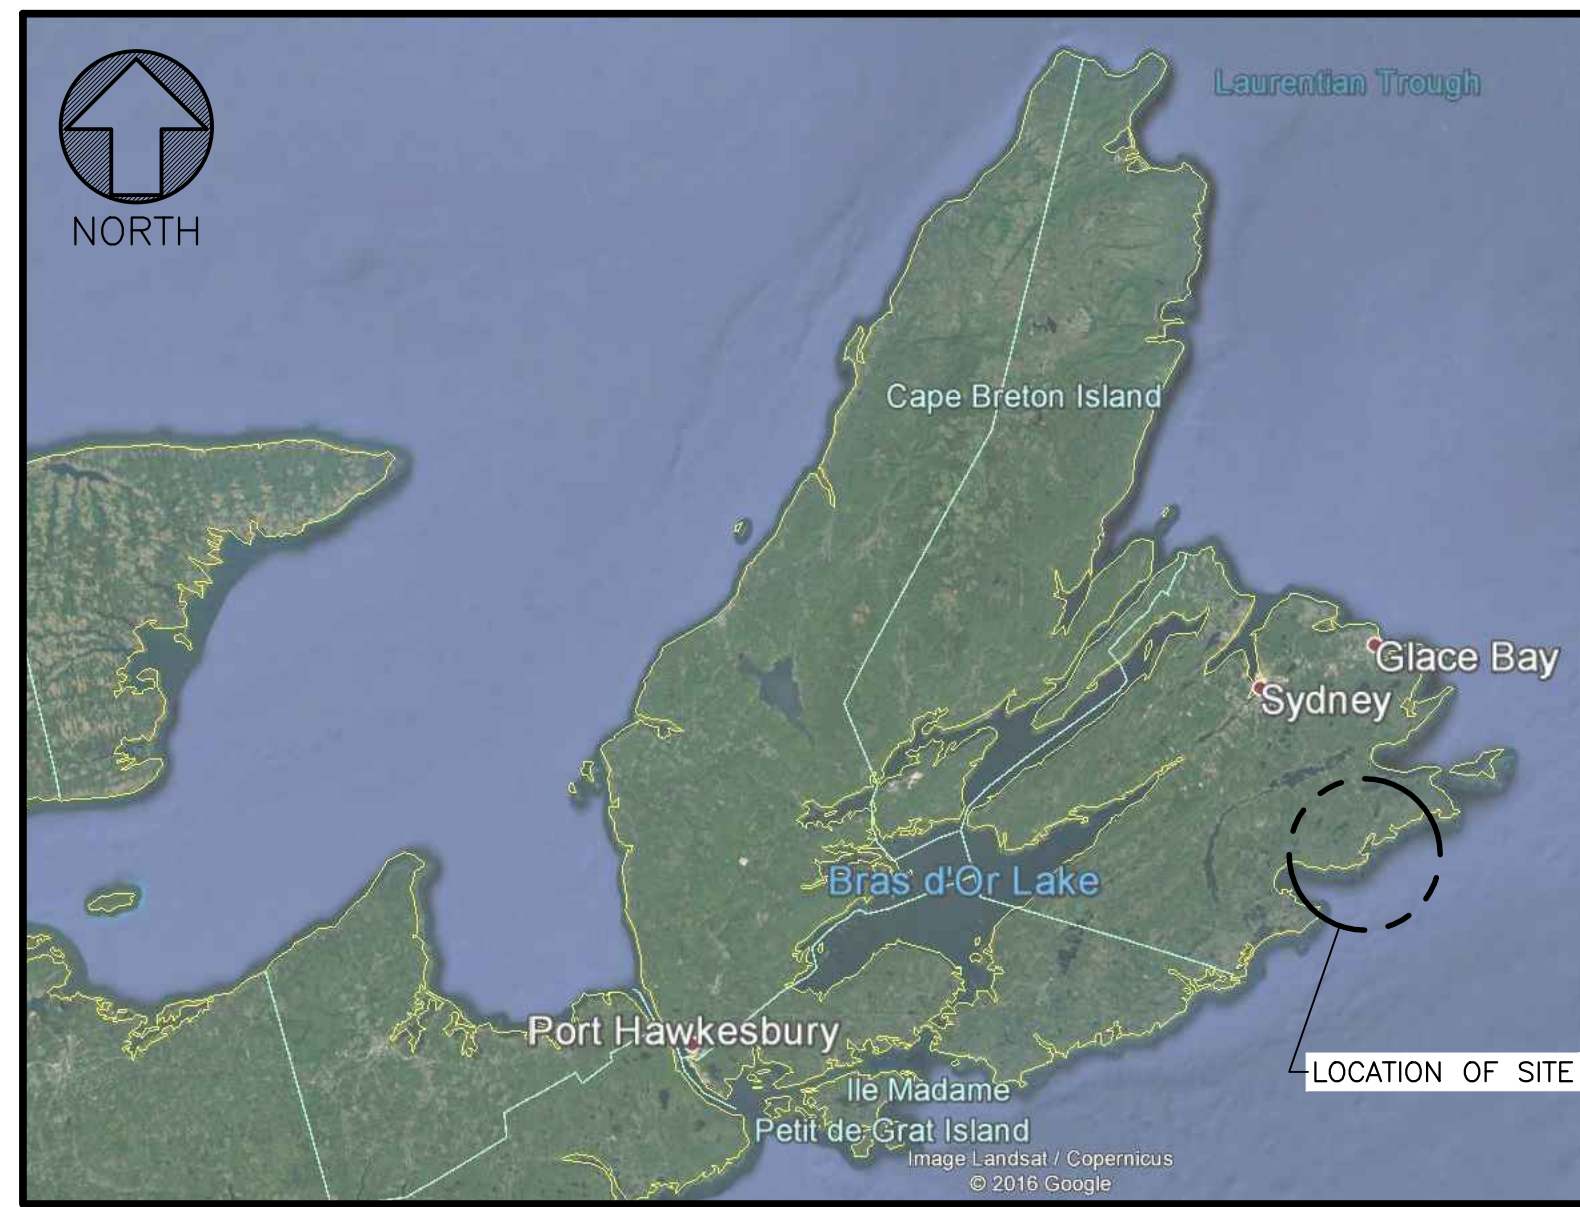 Laurentian Trough
NORTH
Cape Breton Island
Glace Bay
Sydney
Bras d'Or Lake
Port Hawkesbury
LOCATION OF SITE
Ile Madame
Petit de Grat Island
Image Landsat / Copernicus
© 2016 Google